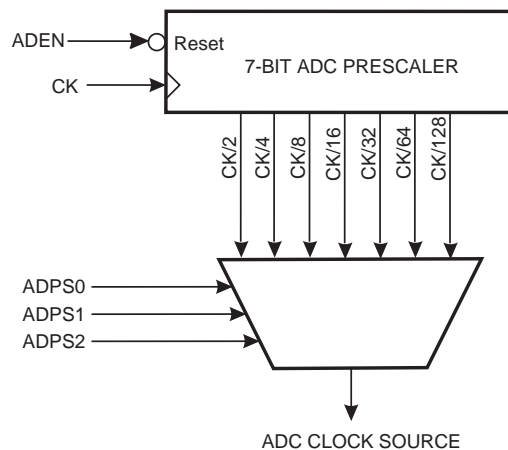 ADEN
Reset
7-BIT ADC PRESCALER
CK
CK/2
CK/4
CK/8
CK/16
CK/32
CK/64
CK/128
ADPS0
ADPS1
ADPS2
ADC CLOCK SOURCE